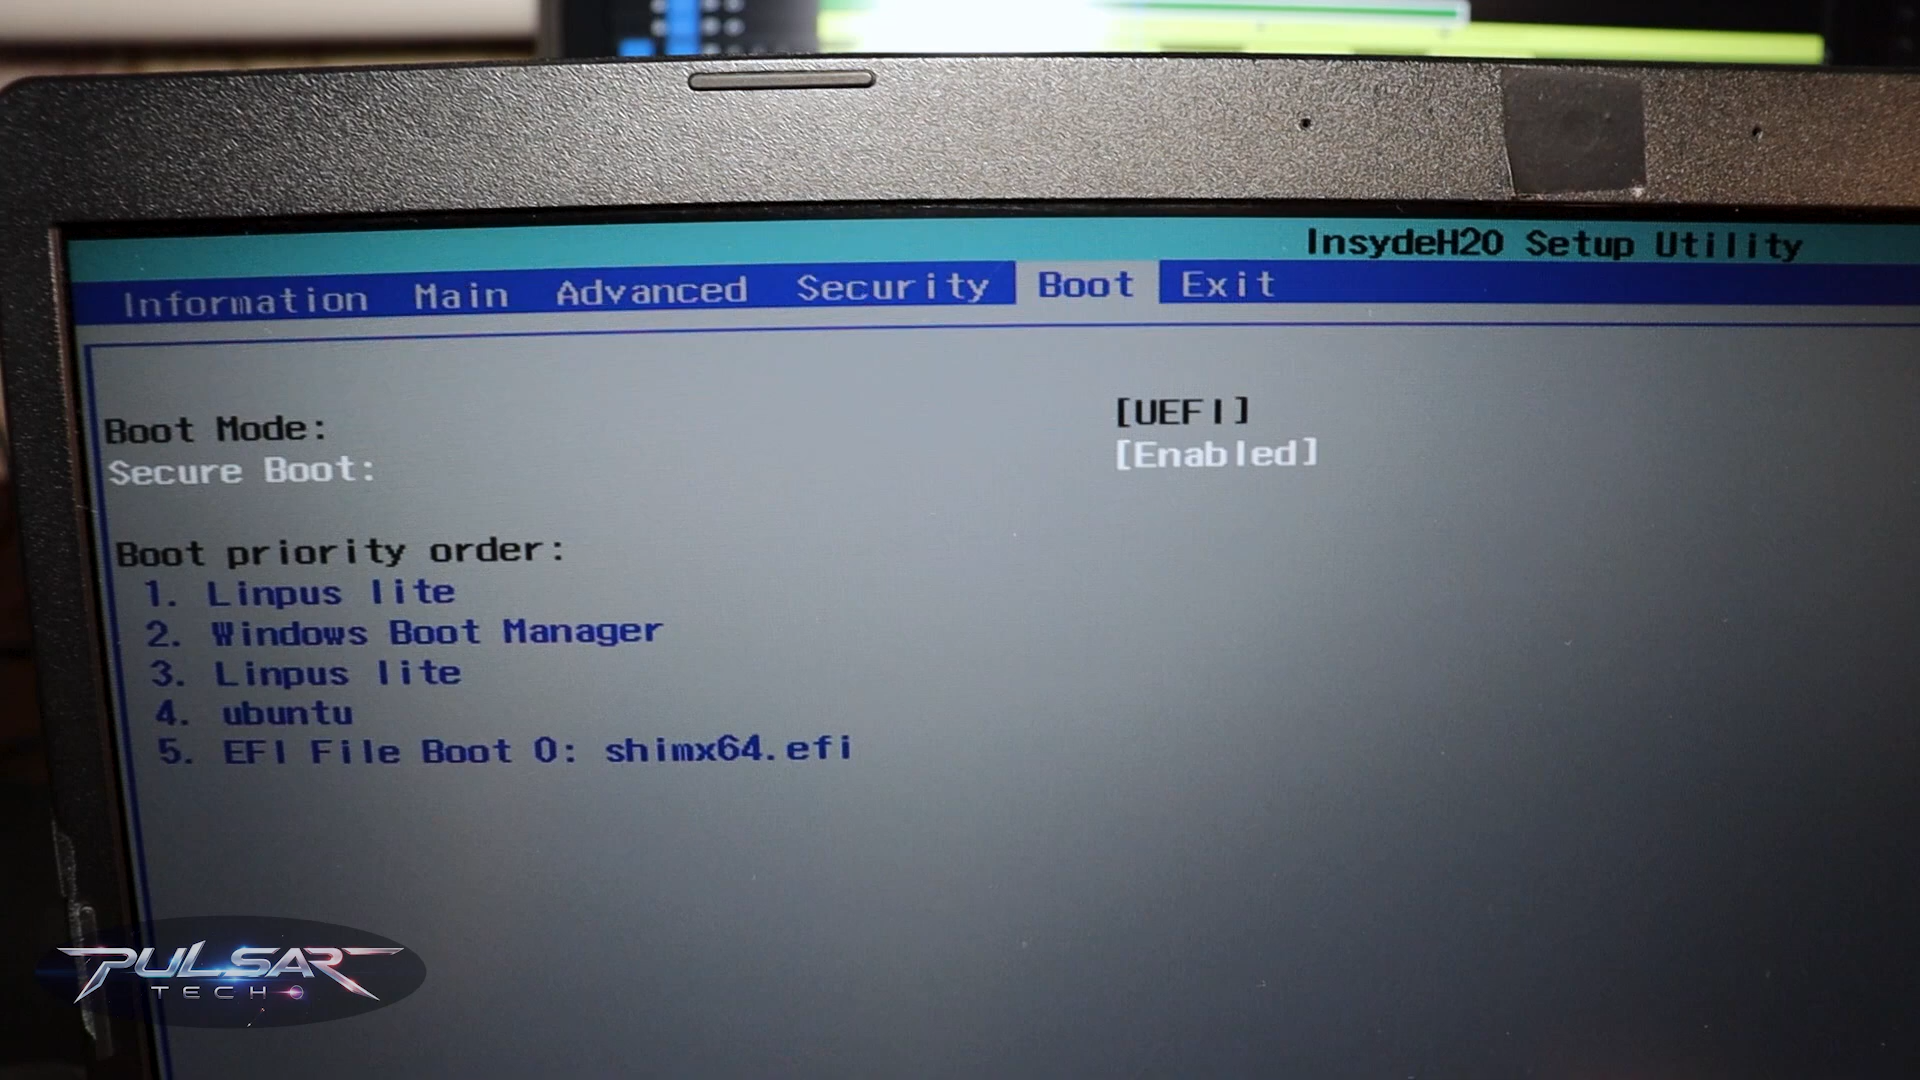 InsydeH20 Setup Utility
Information Main Advanced Security Boot Exit
Boot Mode: [UEFI]
Secure Boot: [Enabled]
Boot priority order:
1. Linpus lite
2. Windows Boot Manager
3. Linpus lite
4. ubuntu
5. EFI File Boot 0: shimx64.efi
PULSAR
TECH